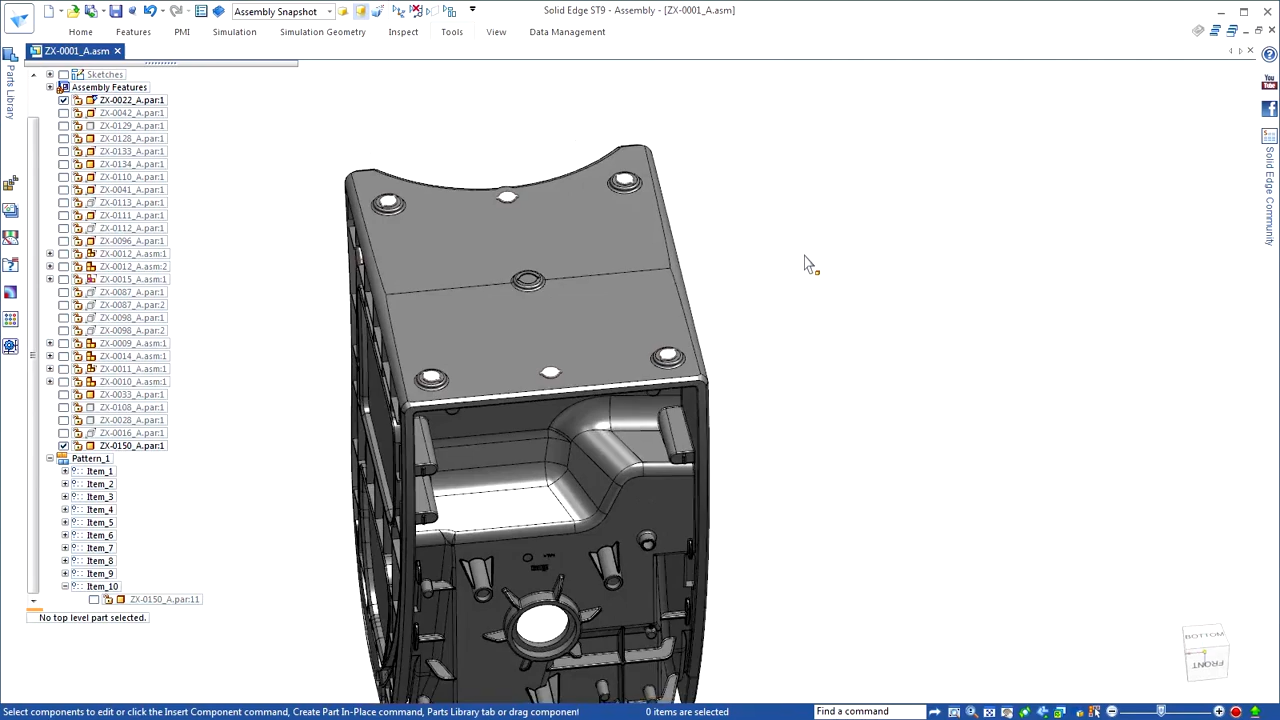 Assembly Snapshot
Solid Edge ST9 - Assembly - [ZX-0001_A.asm]
Home Features PMI Simulation Simulation Geometry Inspect Tools View Data Management
ZX-0001_A.asm
Parts Library
Sketches
Assembly Features
ZX-0022_A.par:1
ZX-0042_A.par:1
ZX-0129_A.par:1
ZX-0128_A.par:1
ZX-0133_A.par:1
ZX-0134_A.par:1
ZX-0110_A.par:1
ZX-0041_A.par:1
ZX-0113_A.par:1
ZX-0111_A.par:1
ZX-0112_A.par:1
ZX-0096_A.par:1
ZX-0012_A.asm:1
ZX-0012_A.asm:2
ZX-0015_A.asm:1
ZX-0087_A.par:1
ZX-0087_A.par:2
ZX-0098_A.par:1
ZX-0098_A.par:2
ZX-0009_A.asm:1
ZX-0014_A.asm:1
ZX-0011_A.asm:1
ZX-0010_A.asm:1
ZX-0033_A.par:1
ZX-0108_A.par:1
ZX-0028_A.par:1
ZX-0016_A.par:1
ZX-0150_A.par:1
Pattern_1
Item_1
Item_2
Item_3
Item_4
Item_5
Item_6
Item_7
Item_8
Item_9
Item_10
ZX-0150_A.par:11
No top level part selected.
You
Tube
Solid Edge Community
BOTTOM
FRONT
Select components to edit or click the Insert Component command, Create Part In-Place command, Parts Library tab or drag component!
0 items are selected
Find a command